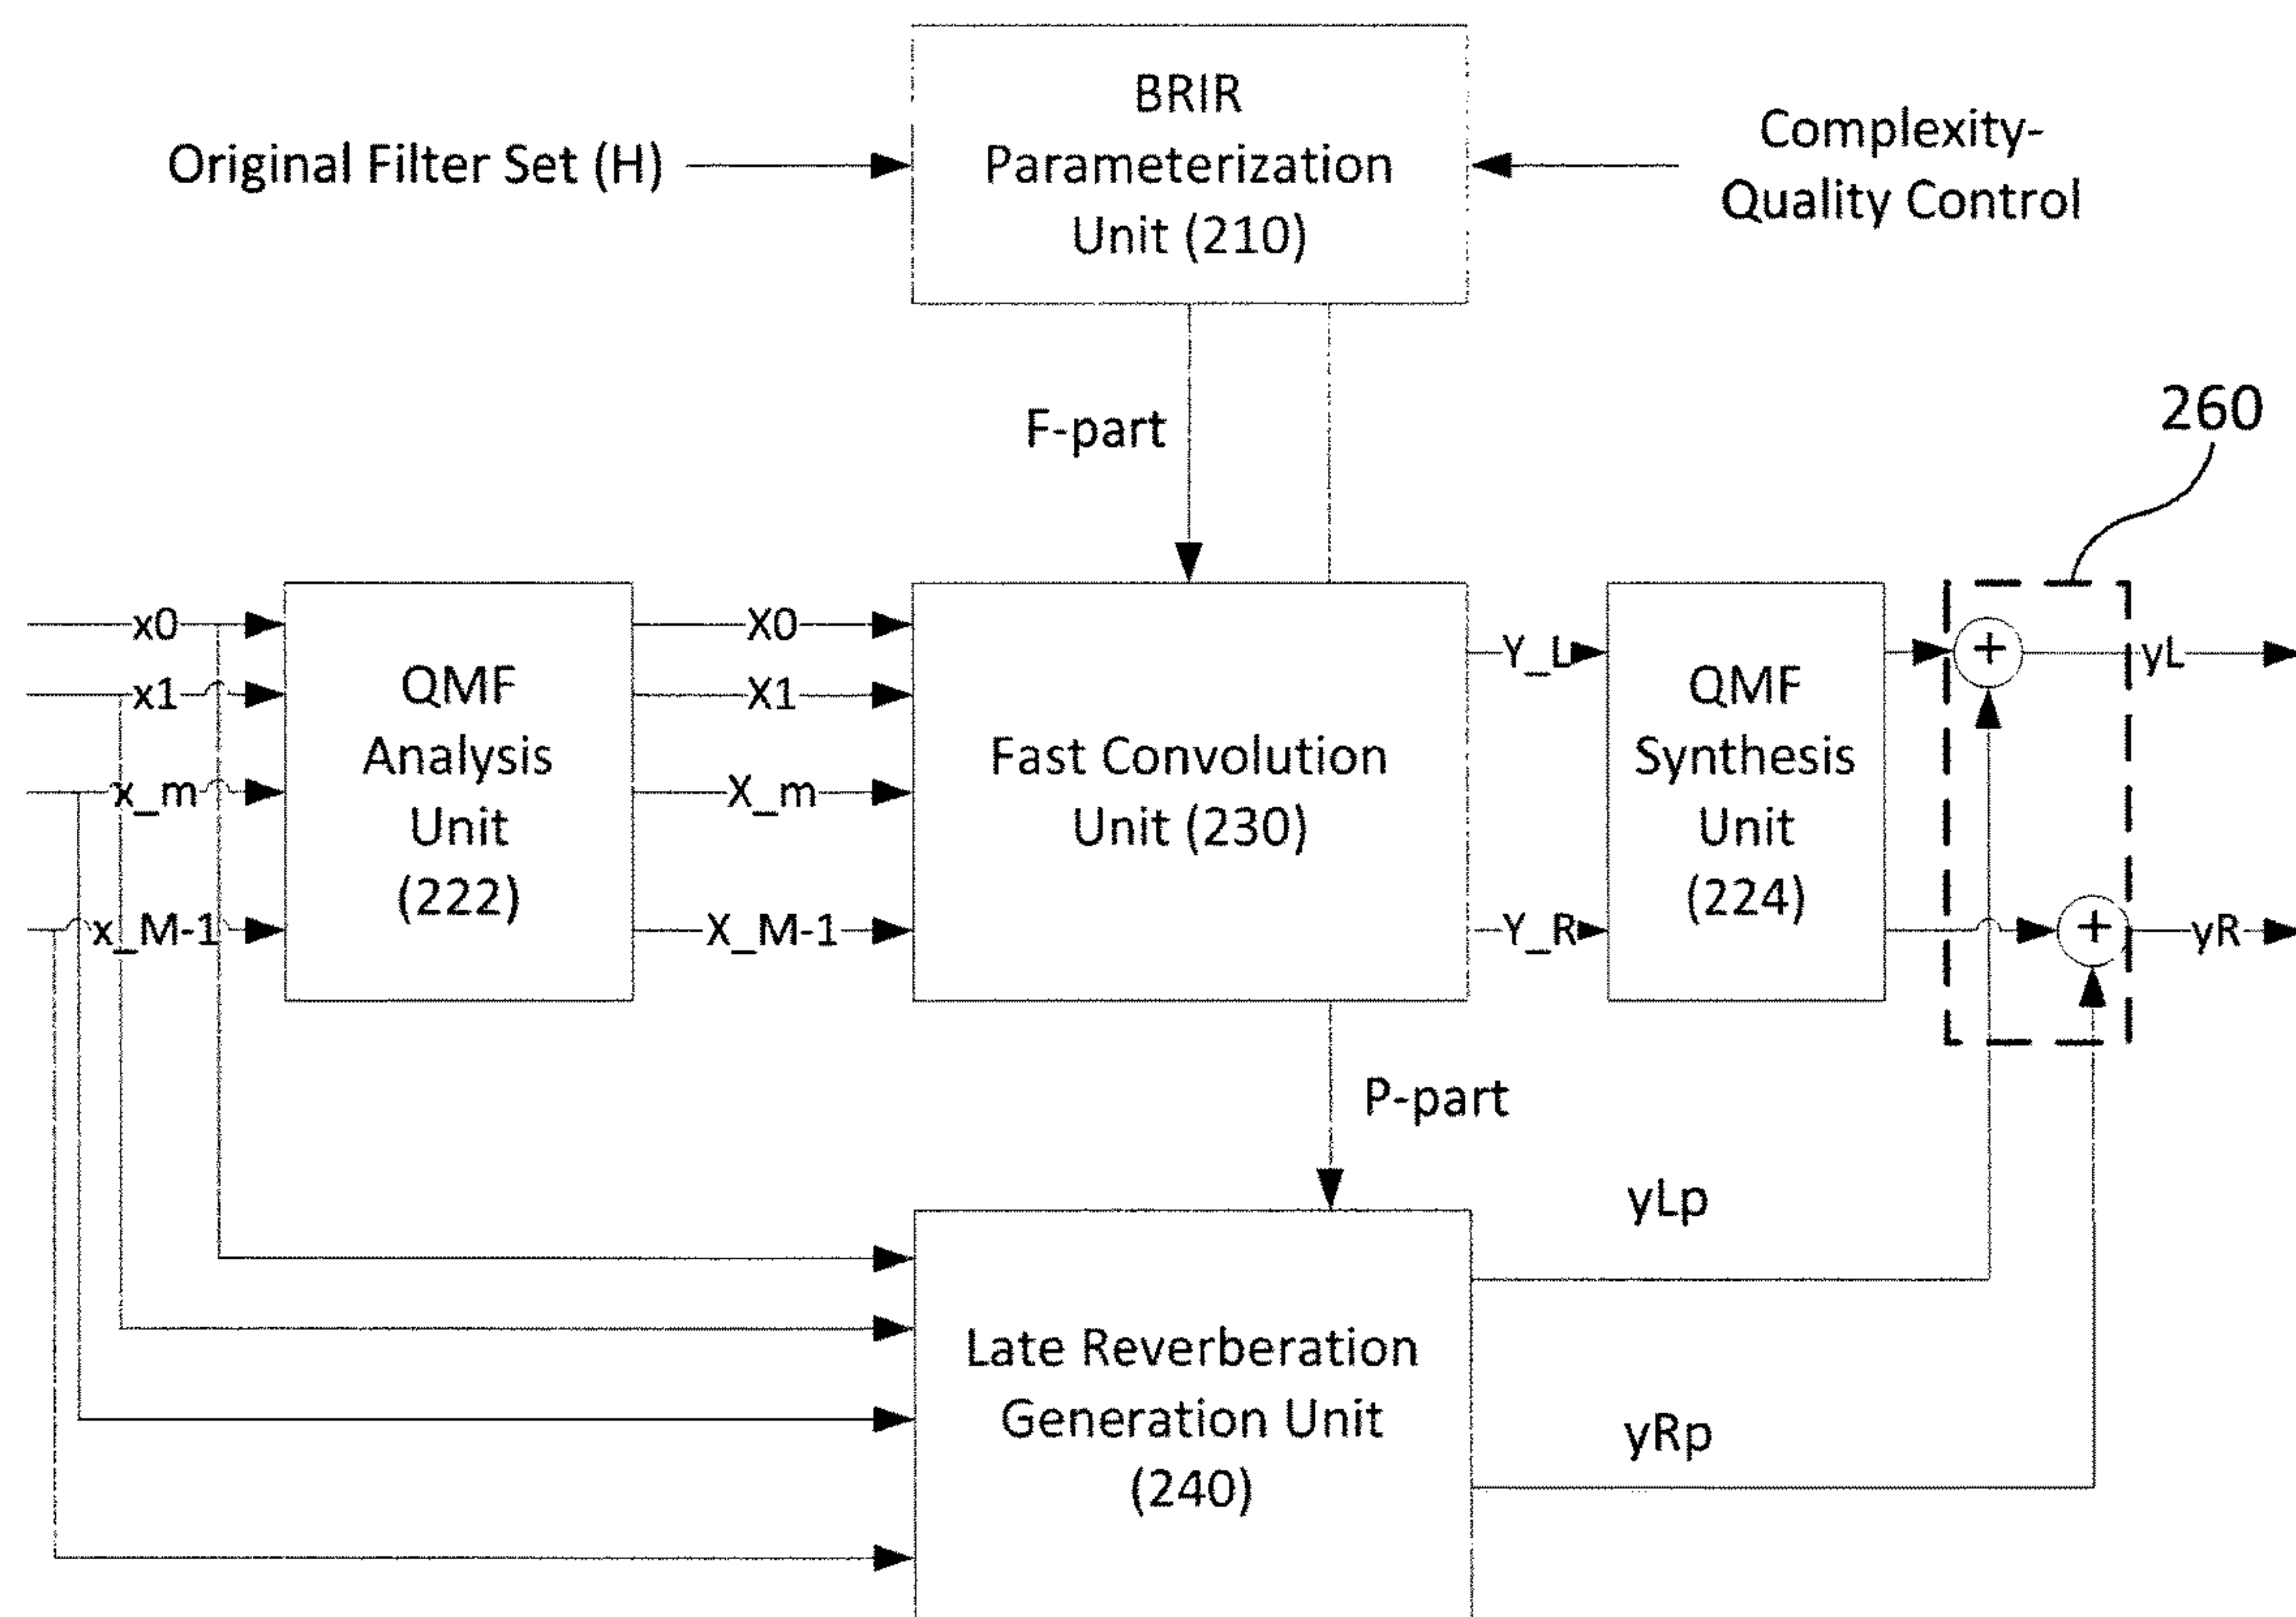 BRIR
Parameterization
Unit (210)
Original Filter Set (H)
Complexity-
Quality Control
F-part
260
x0
x1
x_m
x_M-1
QMF
Analysis
Unit
(222)
X0
X1
X_m
X_M-1
Fast Convolution
Unit (230)
Y_L
Y_R
QMF
Synthesis
Unit
(224)
+
+
yL
yR
P-part
yLp
yRp
Late Reverberation
Generation Unit
(240)